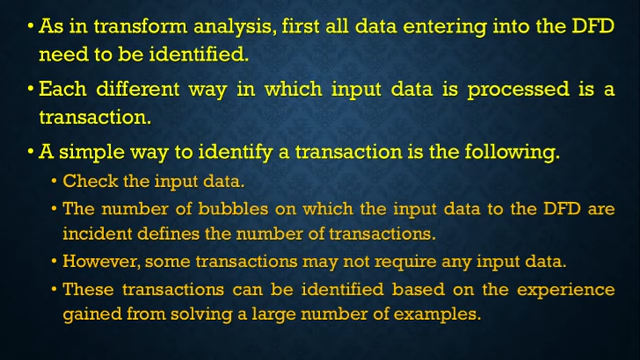 • As in transform analysis, first all data entering into the DFD
need to be identified.
• Each different way in which input data is processed is a
transaction.
• A simple way to identify a transaction is the following.
• Check the input data.
• The number of bubbles on which the input data to the DFD are
incident defines the number of transactions.
• However, some transactions may not require any input data.
• These transactions can be identified based on the experience
gained from solving a large number of examples.